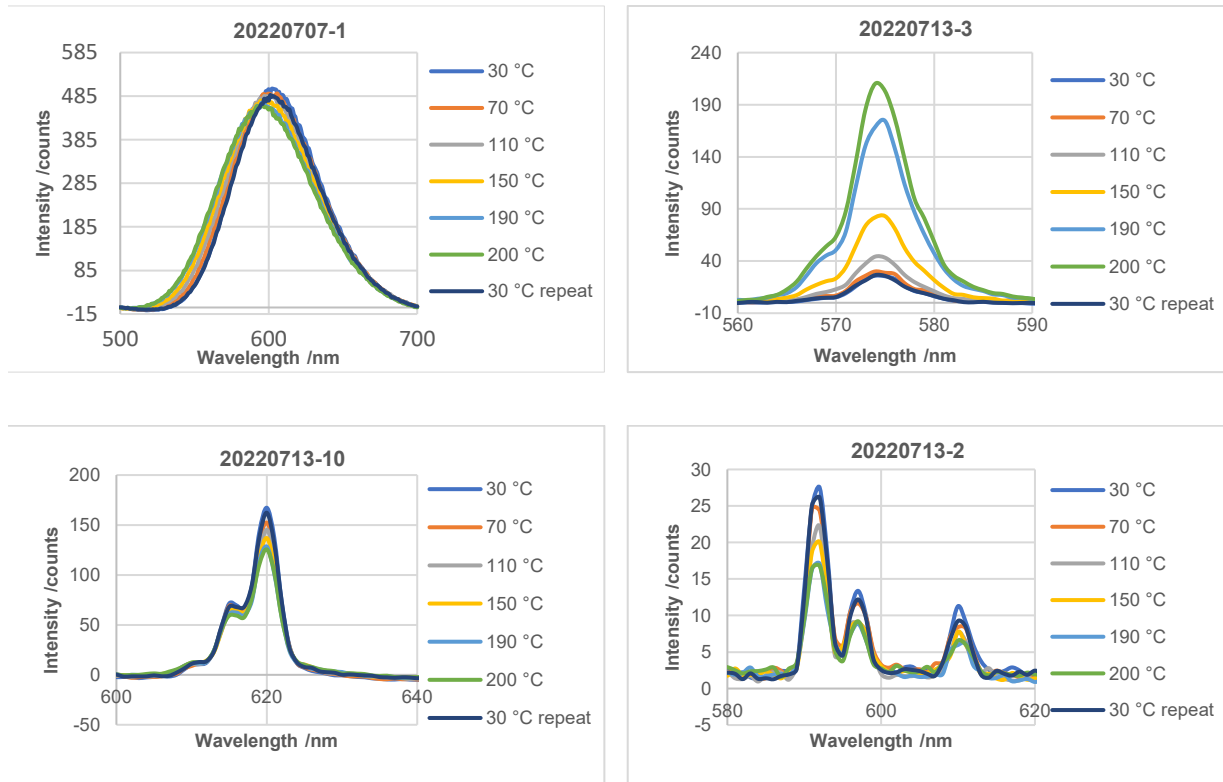 20220707-1
585
485
385
285
185
85
-15
500
600
700
Intensity /counts
Wavelength /nm
30 °C
70 °C
110 °C
150 °C
190 °C
200 °C
30 °C repeat
20220713-3
240
190
140
90
40
-10
560
570
580
590
Intensity /counts
Wavelength /nm
30 °C
70 °C
110 °C
150 °C
190 °C
200 °C
30 °C repeat
20220713-10
200
150
100
50
0
-50
600
620
640
Intensity /counts
Wavelength /nm
30 °C
70 °C
110 °C
150 °C
190 °C
200 °C
30 °C repeat
20220713-2
30
25
20
15
10
5
0
-5
580
600
620
Intensity /counts
Wavelength /nm
30 °C
70 °C
110 °C
150 °C
190 °C
200 °C
30 °C repeat